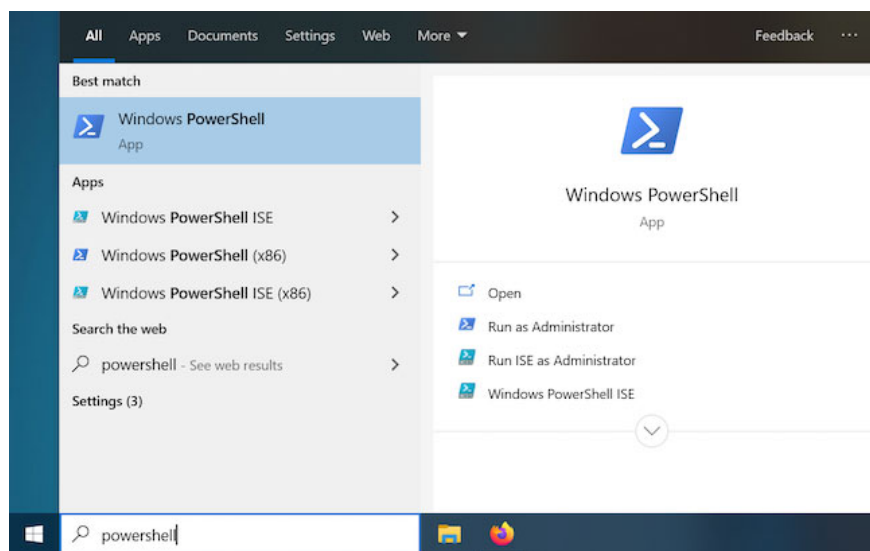 All Apps Documents Settings Web More Feedback ...
Best match
Windows PowerShell
App
Apps
Windows PowerShell ISE
Windows PowerShell (x86)
Windows PowerShell ISE (x86)
Search the web
powershell - See web results
Settings (3)
Windows PowerShell
App
Open
Run as Administrator
Run ISE as Administrator
Windows PowerShell ISE
powershell